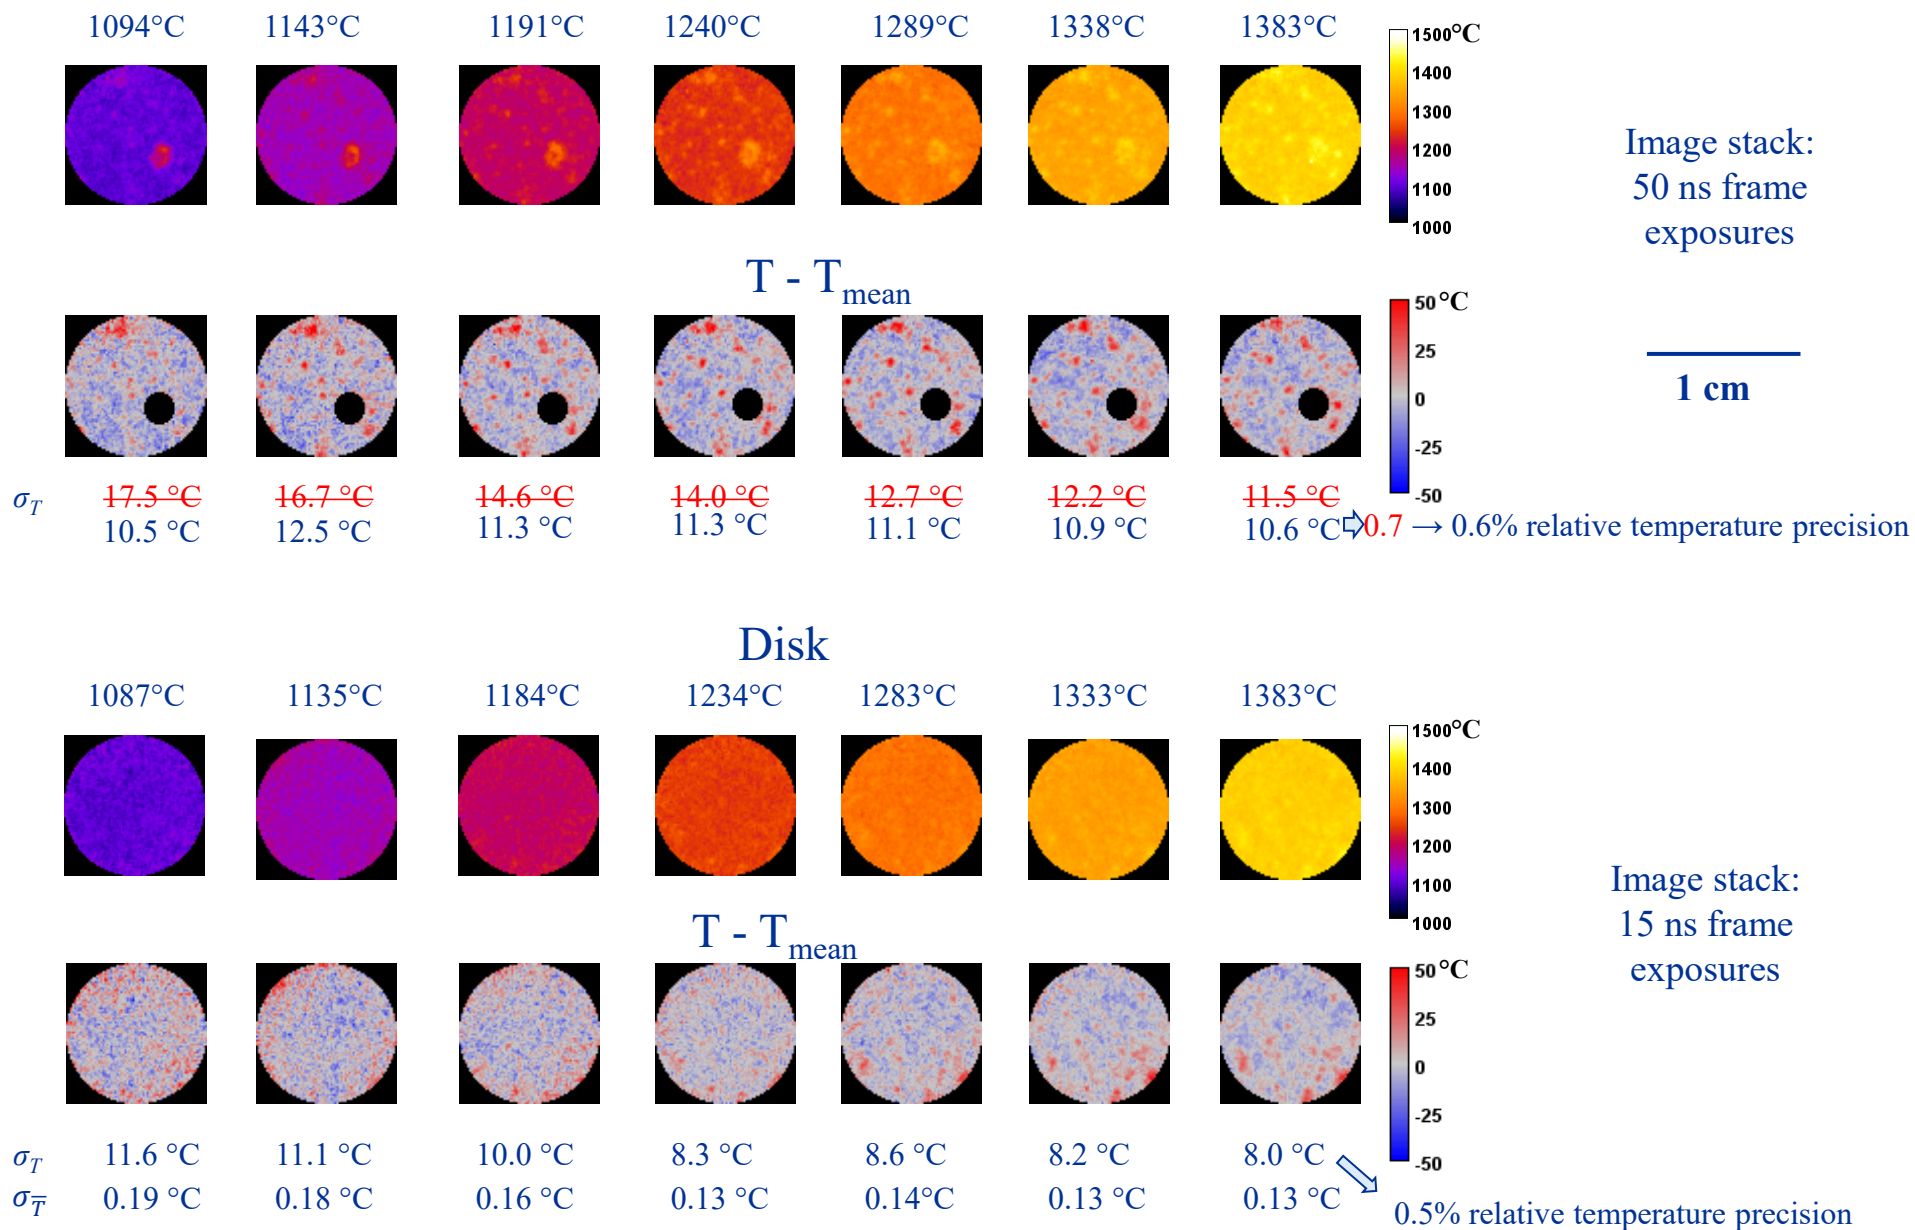 1094°C 1143°C 1191°C 1240°C 1289°C 1338°C 1383°C
1500°C
1400
1300
1200
1100
1000
Image stack:
50 ns frame
exposures
T - Tmean
50°C
25
0
-25
-50
1 cm
σT 17.5 °C 16.7 °C 14.6 °C 14.0 °C 12.7 °C 12.2 °C 11.5 °C
10.5 °C 12.5 °C 11.3 °C 11.3 °C 11.1 °C 10.9 °C 10.6 °C 0.7 → 0.6% relative temperature precision
Disk
1087°C 1135°C 1184°C 1234°C 1283°C 1333°C 1383°C
1500°C
1400
1300
1200
1100
1000
Image stack:
15 ns frame
exposures
T - Tmean
50°C
25
0
-25
-50
σT 11.6 °C 11.1 °C 10.0 °C 8.3 °C 8.6 °C 8.2 °C 8.0 °C
σT̅ 0.19 °C 0.18 °C 0.16 °C 0.13 °C 0.14°C 0.13 °C 0.13 °C
0.5% relative temperature precision